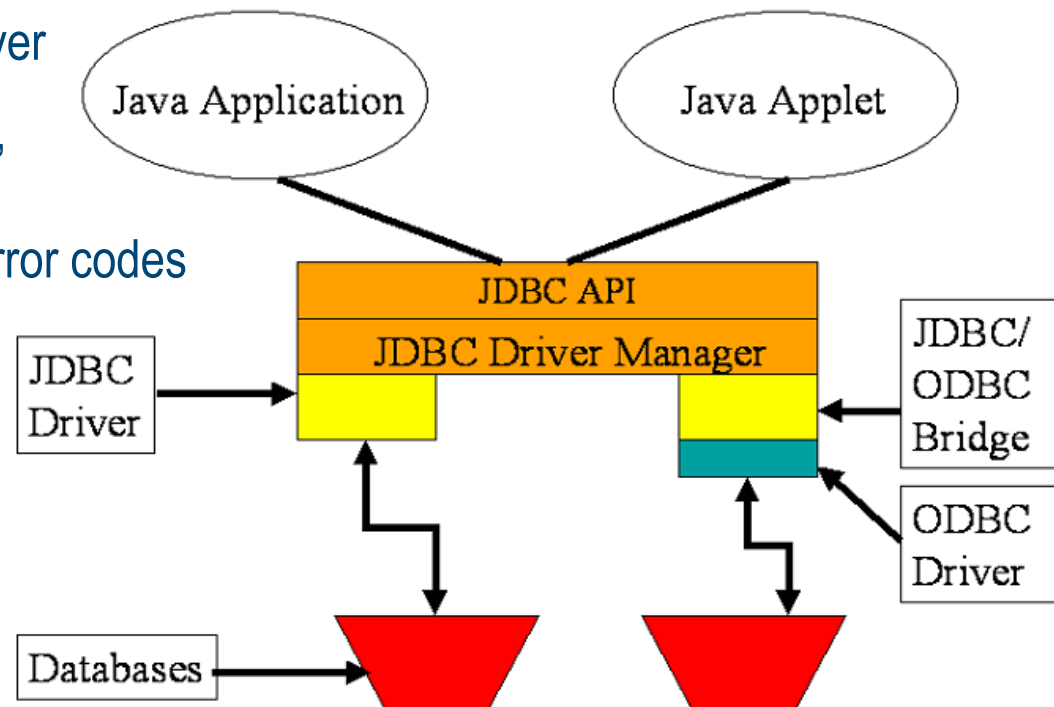 ver
Java Application
Java Applet
,
rror codes
JDBC API
JDBC Driver Manager
JDBC
Driver
JDBC/
ODBC
Bridge
ODBC
Driver
Databases